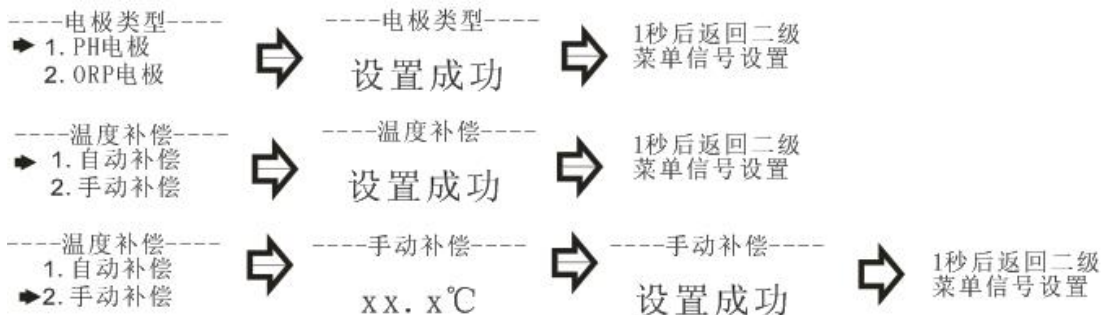 ----电极类型----
1. PH电极
2. ORP电极
----电极类型----
设置成功
1秒后返回二级
菜单信号设置
----温度补偿----
1. 自动补偿
2. 手动补偿
----温度补偿----
设置成功
1秒后返回二级
菜单信号设置
----温度补偿----
1. 自动补偿
2. 手动补偿
----手动补偿----
xx. x℃
----手动补偿----
设置成功
1秒后返回二级
菜单信号设置